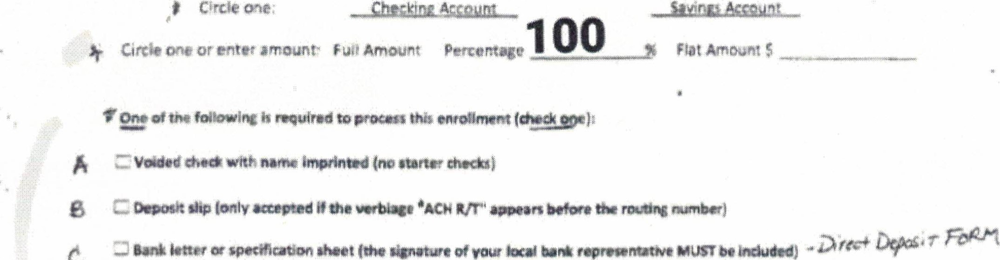 Circle one: Checking Account Savings Account
* Circle one or enter amount: Full Amount Percentage 100 % Flat Amount $
* One of the following is required to process this enrollment (check one):
A ☐ Voided check with name imprinted (no starter checks)
B ☐ Deposit slip (only accepted if the verbiage "ACH R/T" appears before the routing number)
C ☐ Bank letter or specification sheet (the signature of your local bank representative MUST be included) - Direct Deposit FORM